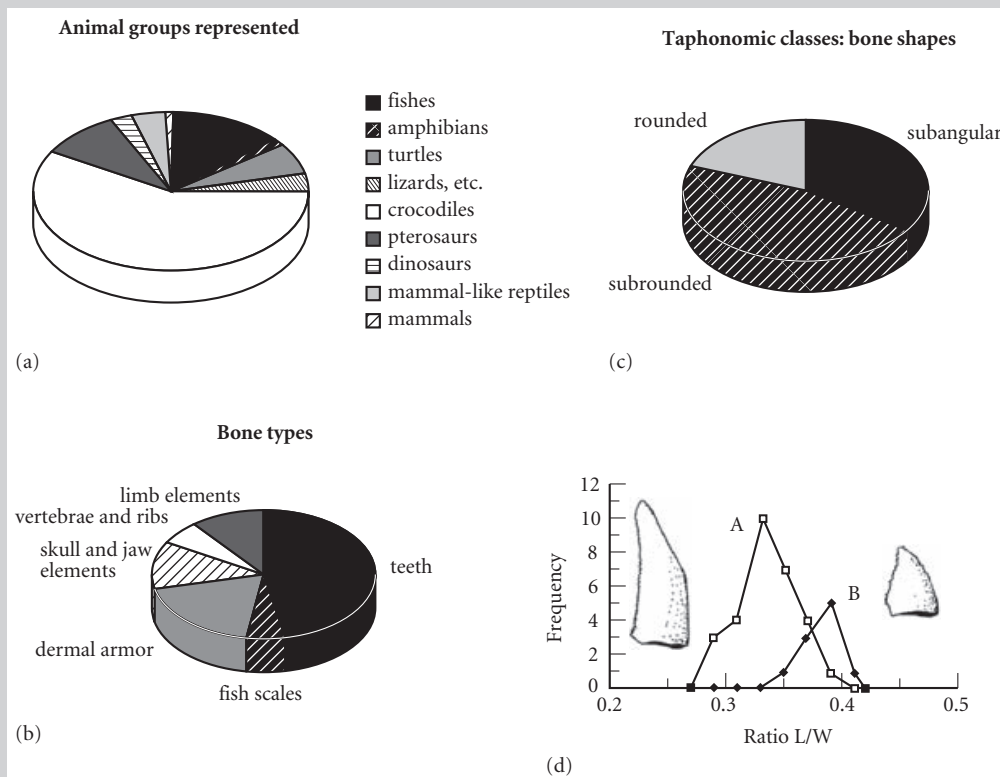 Animal groups represented
fishes
amphibians
turtles
lizards, etc.
crocodiles
pterosaurs
dinosaurs
mammal-like reptiles
mammals
(a)
Taphonomic classes: bone shapes
rounded
subangular
subrounded
(c)
Bone types
limb elements
vertebrae and ribs
skull and jaw
elements
teeth
dermal armor
fish scales
(b)
12
10
8
6
4
2
0
Frequency
A
B
0.2
0.3
0.4
0.5
Ratio L/W
(d)